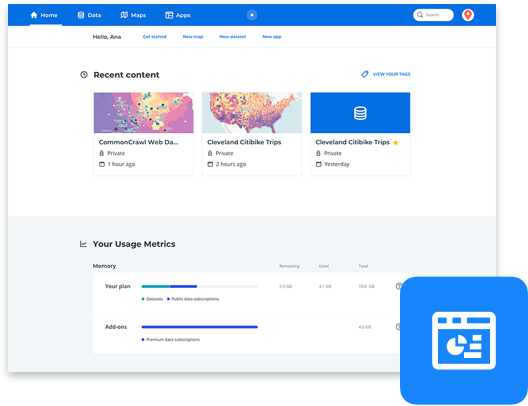 Home Data Maps Apps Search
Hello, Ana Get started New map New dataset New app
Recent content VIEW YOUR TAGS
CommonCrawl Web Da... Cleveland Citibike Trips Cleveland Citibike Trips
Private Private Private
1 hour ago 2 hours ago Yesterday
Your Usage Metrics
Memory Remaining Used Total
Your plan 5.9 GB 4.1 GB 10.0 GB
Datasets Public data subscriptions
Add-ons 4.0 GB
Premium data subscriptions